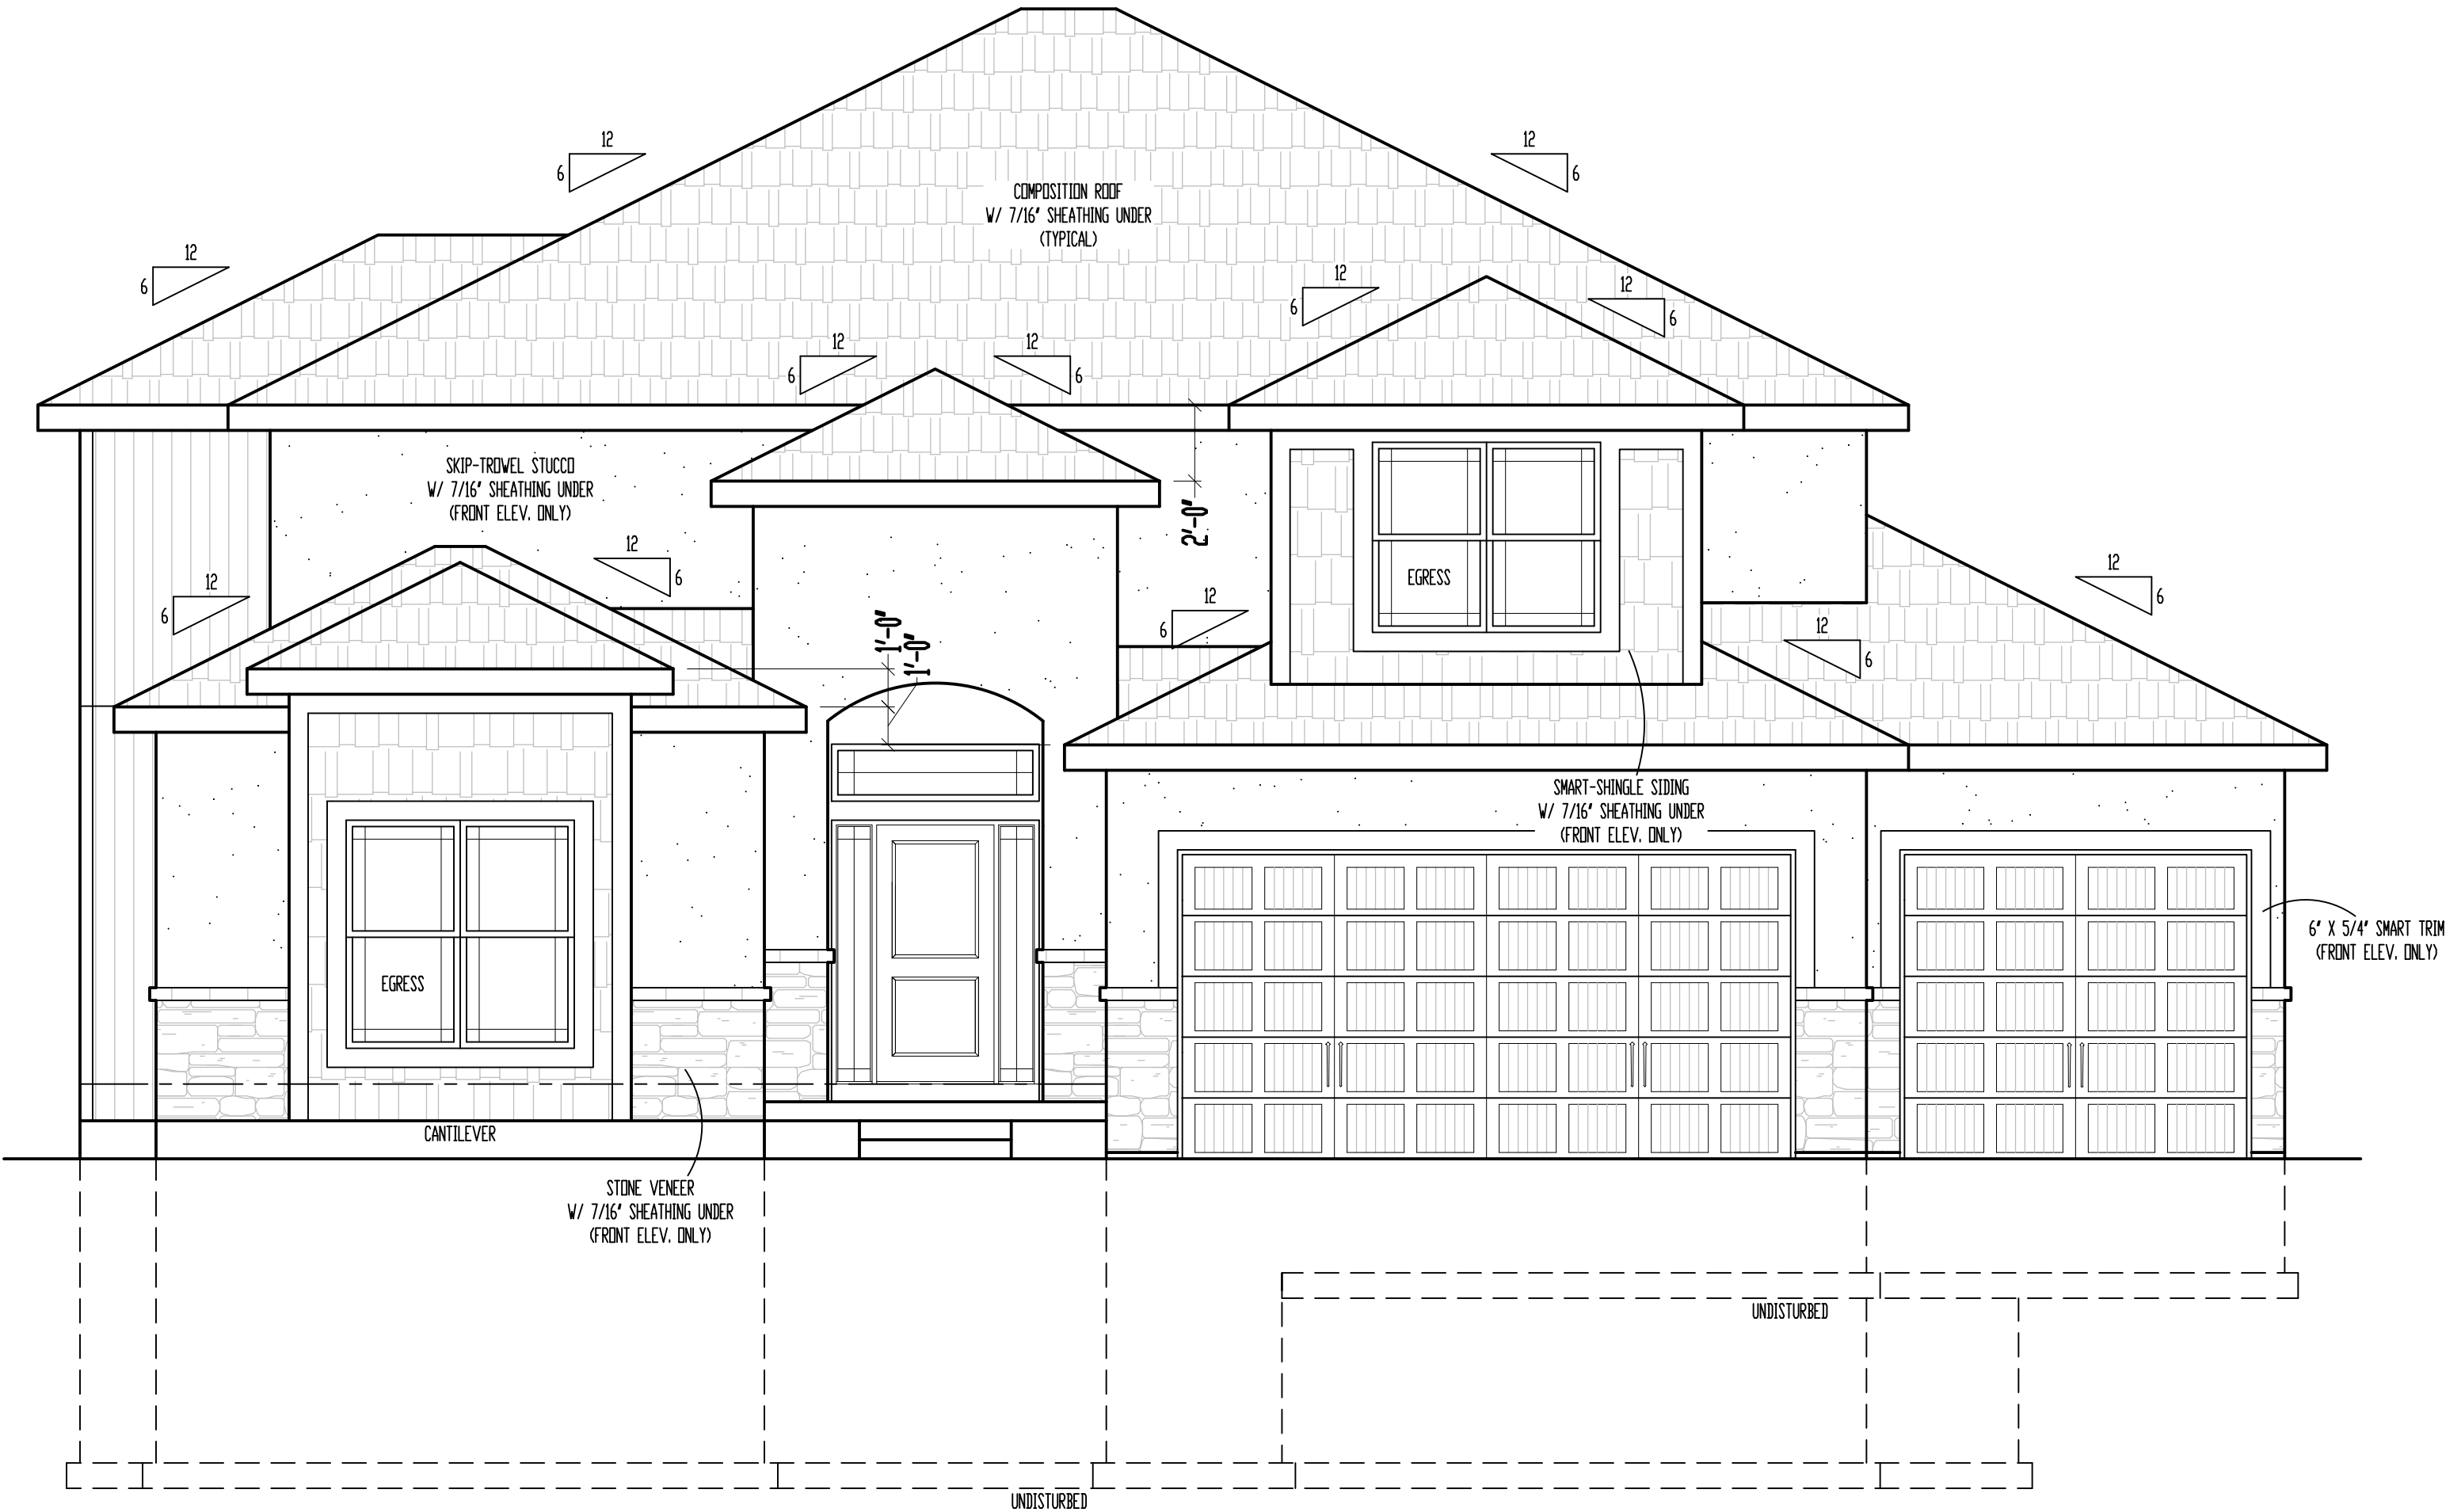 12
6
12
6
COMPOSITION ROOF
W/ 7/16" SHEATHING UNDER
(TYPICAL)
12
6
12
6
12
6
12
6
12
6
SKIP-TROWEL STUCCO
W/ 7/16" SHEATHING UNDER
(FRONT ELEV. ONLY)
2'-0"
12
6
12
6
EGRESS
12
6
12
6
12
6
1'-0"
1'-0"
SMART-SHINGLE SIDING
W/ 7/16" SHEATHING UNDER
(FRONT ELEV. ONLY)
6" X 5/4" SMART TRIM
(FRONT ELEV. ONLY)
EGRESS
CANTILEVER
STONE VENEER
W/ 7/16" SHEATHING UNDER
(FRONT ELEV. ONLY)
UNDISTURBED
UNDISTURBED